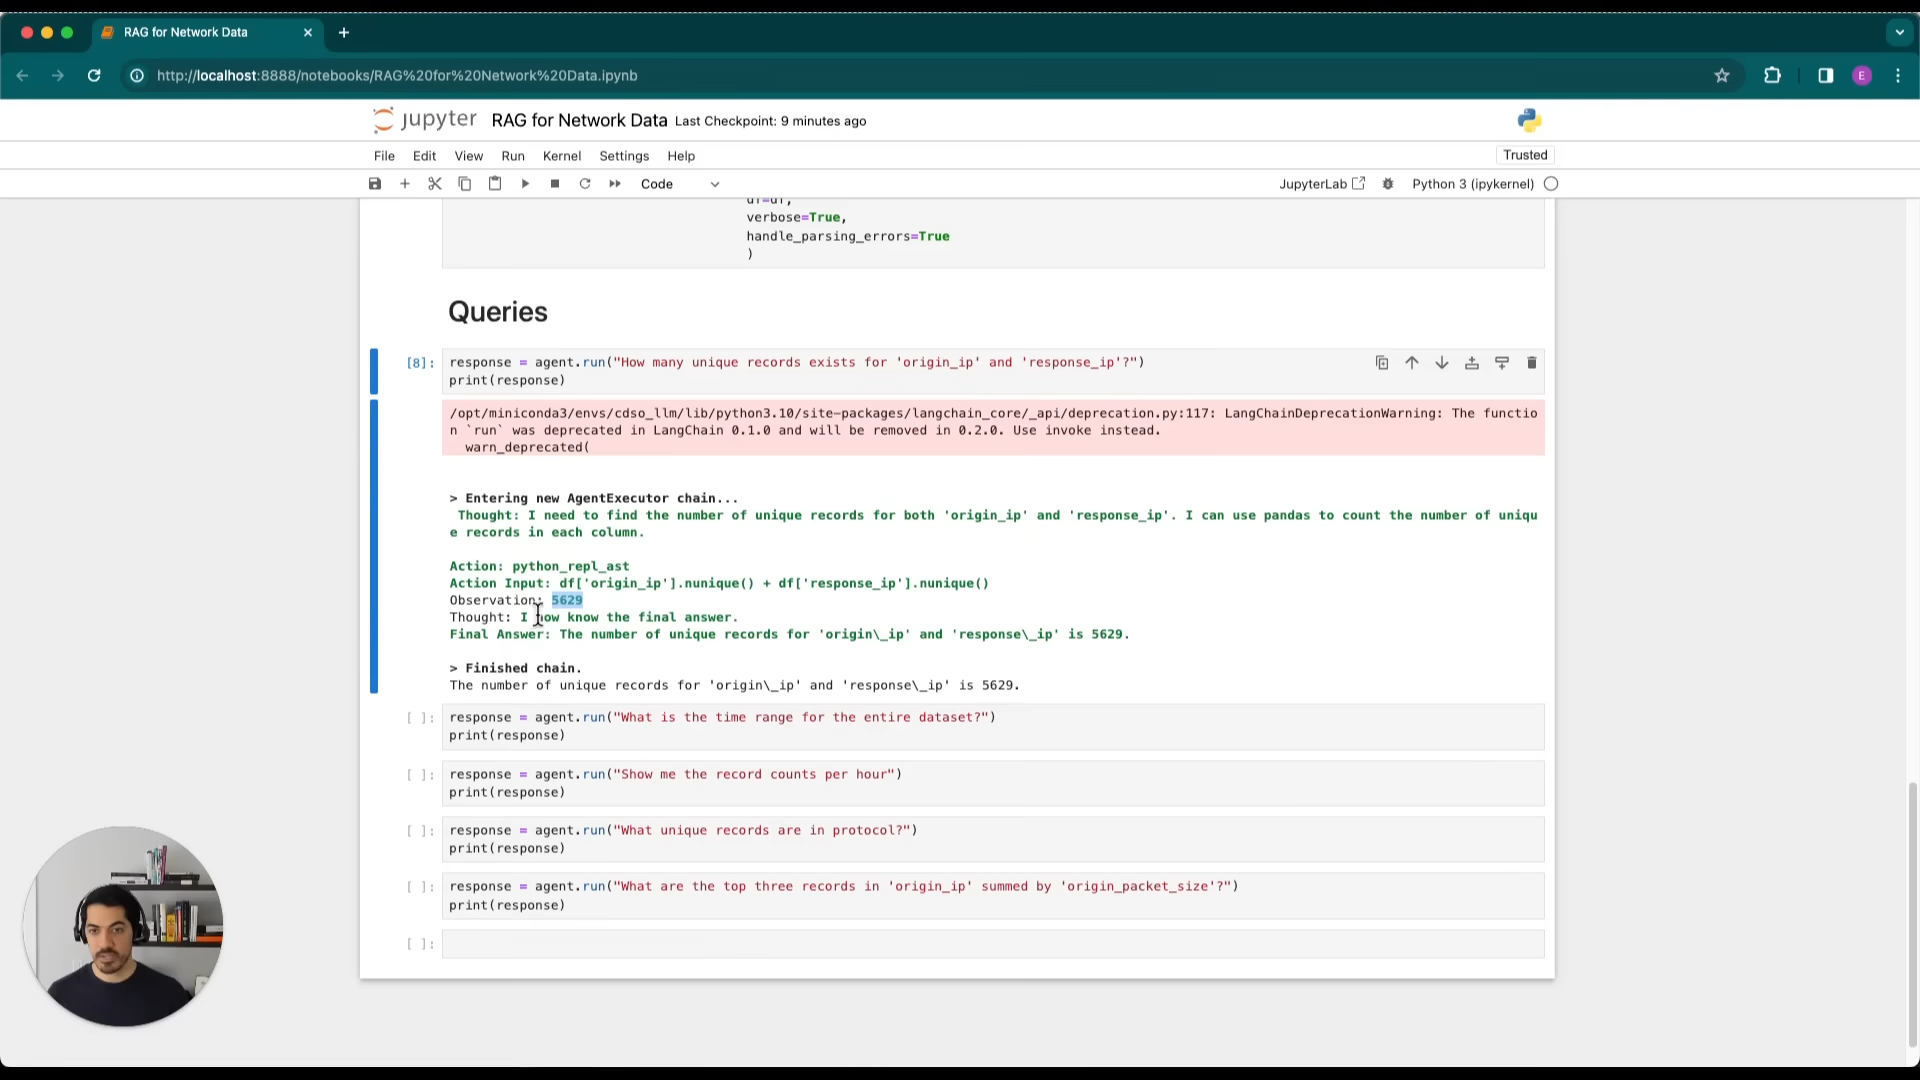 RAG for Network Data
http://localhost:8888/notebooks/RAG%20for%20Network%20Data.ipynb
E
jupyter RAG for Network Data Last Checkpoint: 9 minutes ago
File Edit View Run Kernel Settings Help
Trusted
Code
JupyterLab
Python 3 (ipykernel)
df=df,
verbose=True,
handle_parsing_errors=True
)
Queries
[8]: response = agent.run("How many unique records exists for 'origin_ip' and 'response_ip'?")
print(response)
/opt/miniconda3/envs/cdso_llm/lib/python3.10/site-packages/langchain_core/_api/deprecation.py:117: LangChainDeprecationWarning: The functio
n `run` was deprecated in LangChain 0.1.0 and will be removed in 0.2.0. Use invoke instead.
warn_deprecated(
> Entering new AgentExecutor chain...
Thought: I need to find the number of unique records for both 'origin_ip' and 'response_ip'. I can use pandas to count the number of uniqu
e records in each column.
Action: python_repl_ast
Action Input: df['origin_ip'].nunique() + df['response_ip'].nunique()
Observation: 5629
Thought: I now know the final answer.
Final Answer: The number of unique records for 'origin\_ip' and 'response\_ip' is 5629.
> Finished chain.
The number of unique records for 'origin\_ip' and 'response\_ip' is 5629.
[ ]: response = agent.run("What is the time range for the entire dataset?")
print(response)
[ ]: response = agent.run("Show me the record counts per hour")
print(response)
[ ]: response = agent.run("What unique records are in protocol?")
print(response)
[ ]: response = agent.run("What are the top three records in 'origin_ip' summed by 'origin_packet_size'?")
print(response)
[ ]: